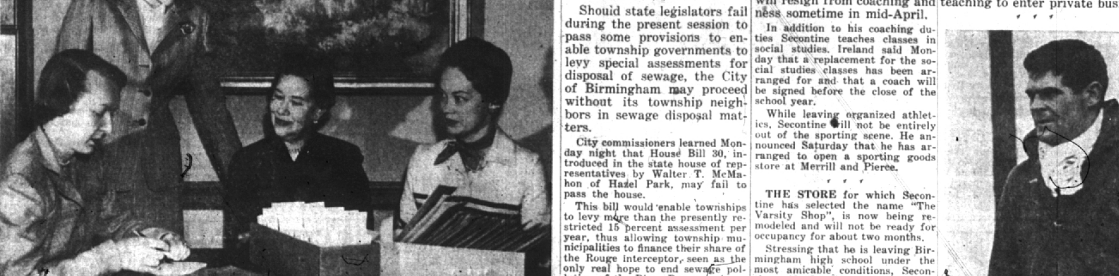 Should state legislators fail
during the present session to
pass some provisions to en-
able township governments to
levy special assessments for
disposal of sewage, the City
of Birmingham may proceed
without its township neigh-
bors in sewage disposal mat-
ters.
City commissioners learned Mon-
day night that House Bill 30, in-
troduced in the state house of rep-
resentatives by Walter T. McMa-
hon of Hazel Park, may fail to
pass the house.
This bill would enable townships
to levy more than the presently re-
stricted 15 percent assessment per
year, thus allowing township mu-
nicipalities to finance their share of
the Rouge interceptor, seen as the
only real hope to end sewage pol-
will resign from coaching and
ness sometime in mid-April.
In addition to his coaching du-
ties Secontine teaches classes in
social studies. Ireland said Mon-
day that a replacement for the so-
cial studies classes has been ar-
ranged for and that a coach will
be signed before the close of the
school year.
While leaving organized athlet-
ics, Secontine will not be entirely
out of the sporting scene. He an-
nounced Saturday that he has ar-
ranged to open a sporting goods
store at Merrill and Pierce.
THE STORE for which Secon-
tine has selected the name "The
Varsity Shop", is now being re-
modeled and will not be ready for
occupancy for about two months.
Stressing that he is leaving Bir-
mingham high school under the
most amicable conditions, Secon-
teaching to enter private bus